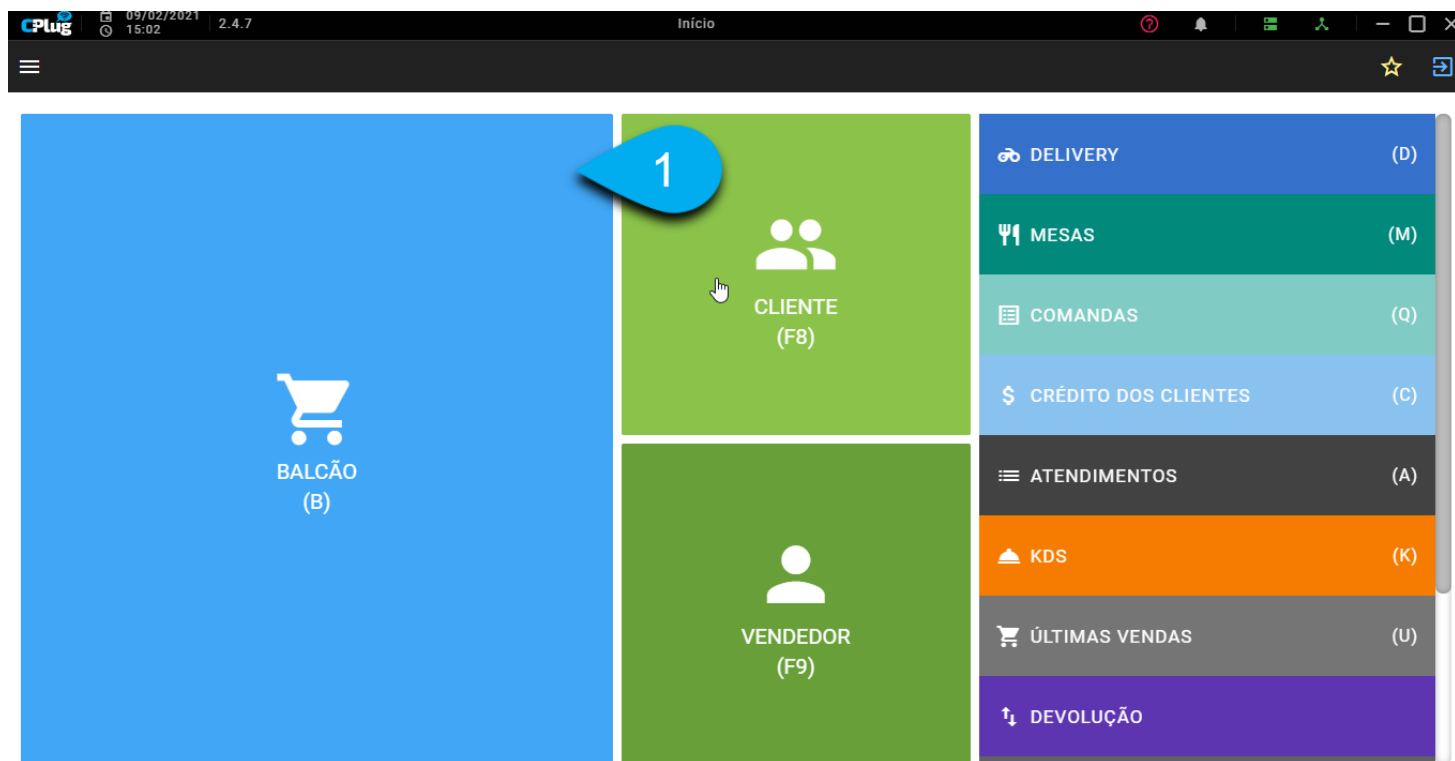 CPlug 09/02/2021 15:02 2.4.7 Início
1
CLIENTE
(F8)
BALCÃO
(B)
VENDEDOR
(F9)
DELIVERY (D)
MESAS (M)
COMANDAS (Q)
CRÉDITO DOS CLIENTES (C)
ATENDIMENTOS (A)
KDS (K)
ÚLTIMAS VENDAS (U)
DEVOLUÇÃO